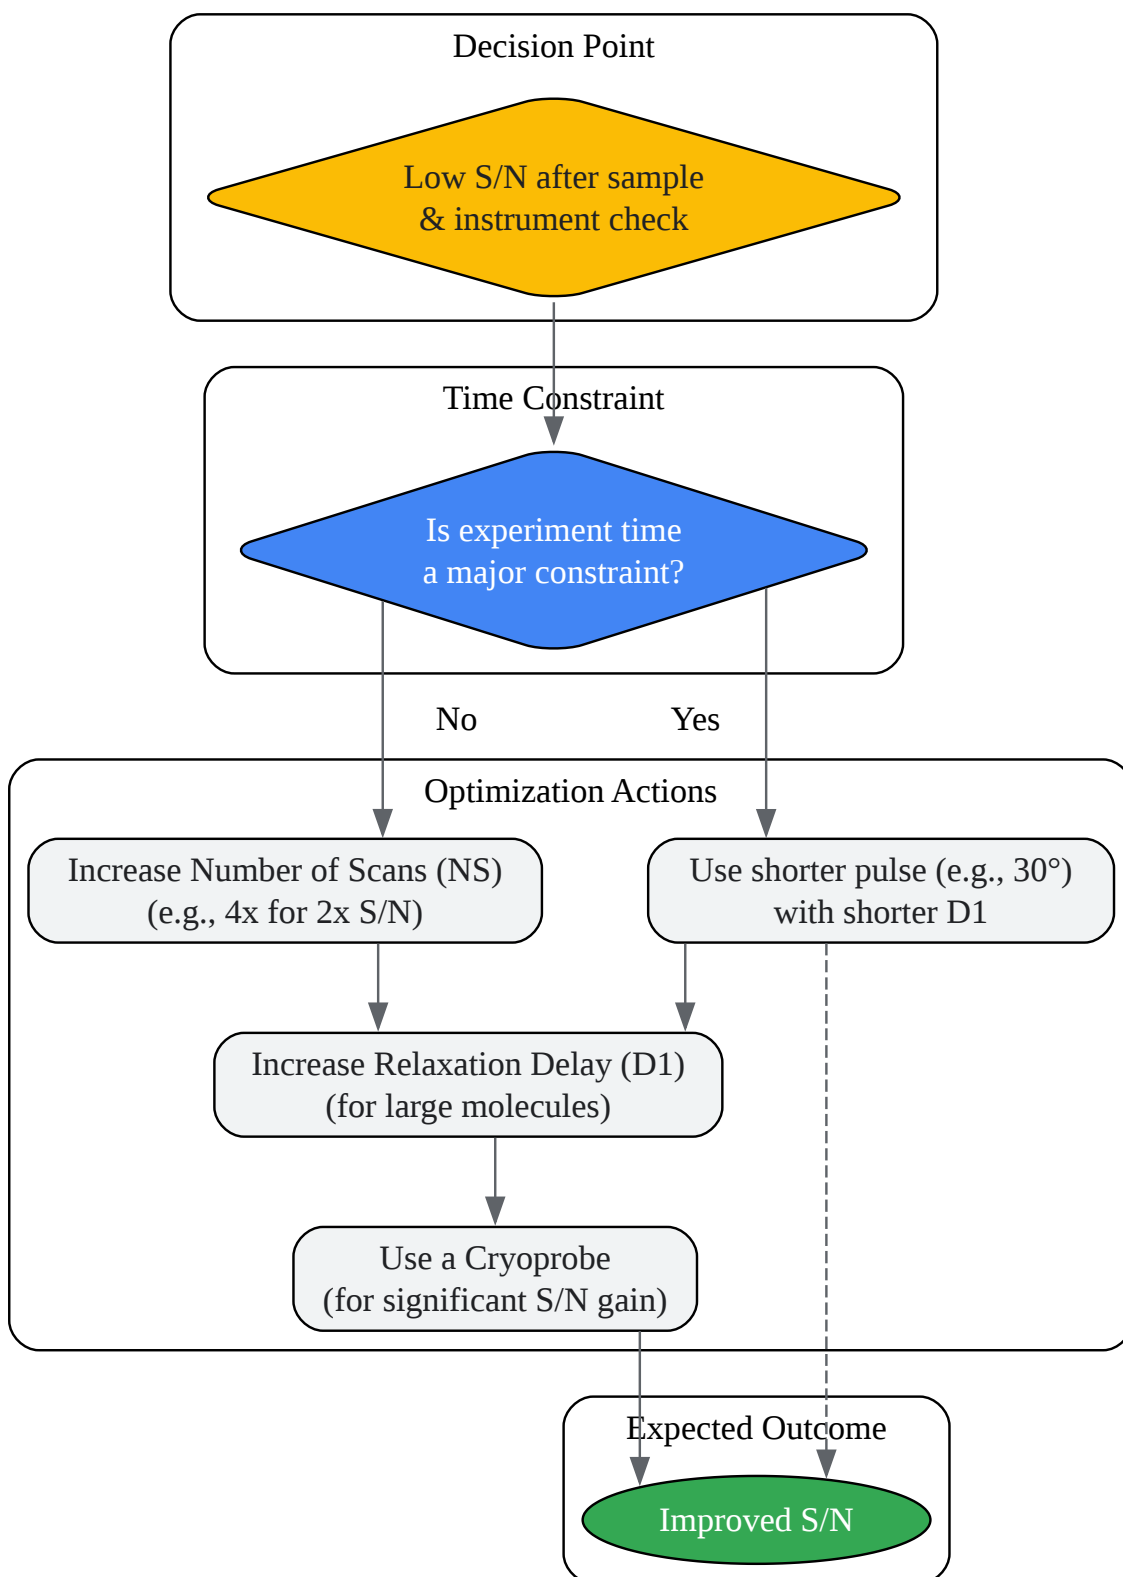 Decision Point
Low S/N after sample
& instrument check
Time Constraint
Is experiment time
a major constraint?
No
Yes
Optimization Actions
Increase Number of Scans (NS)
(e.g., 4x for 2x S/N)
Use shorter pulse (e.g., 30°)
with shorter D1
Increase Relaxation Delay (D1)
(for large molecules)
Use a Cryoprobe
(for significant S/N gain)
Expected Outcome
Improved S/N